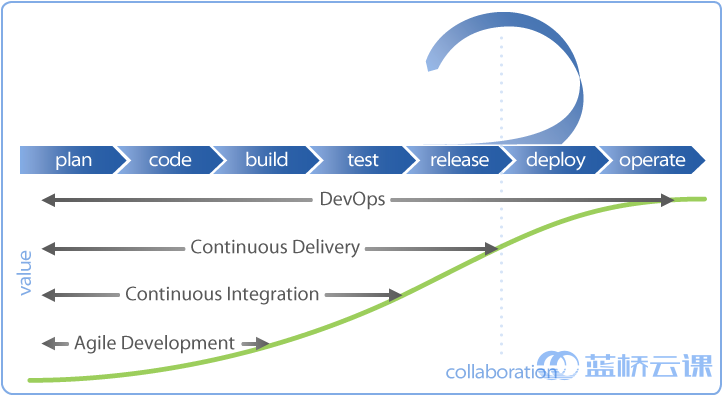 plan code build test release deploy operate
DevOps
Continuous Delivery
value
Continuous Integration
Agile Development
collaboration
蓝桥云课